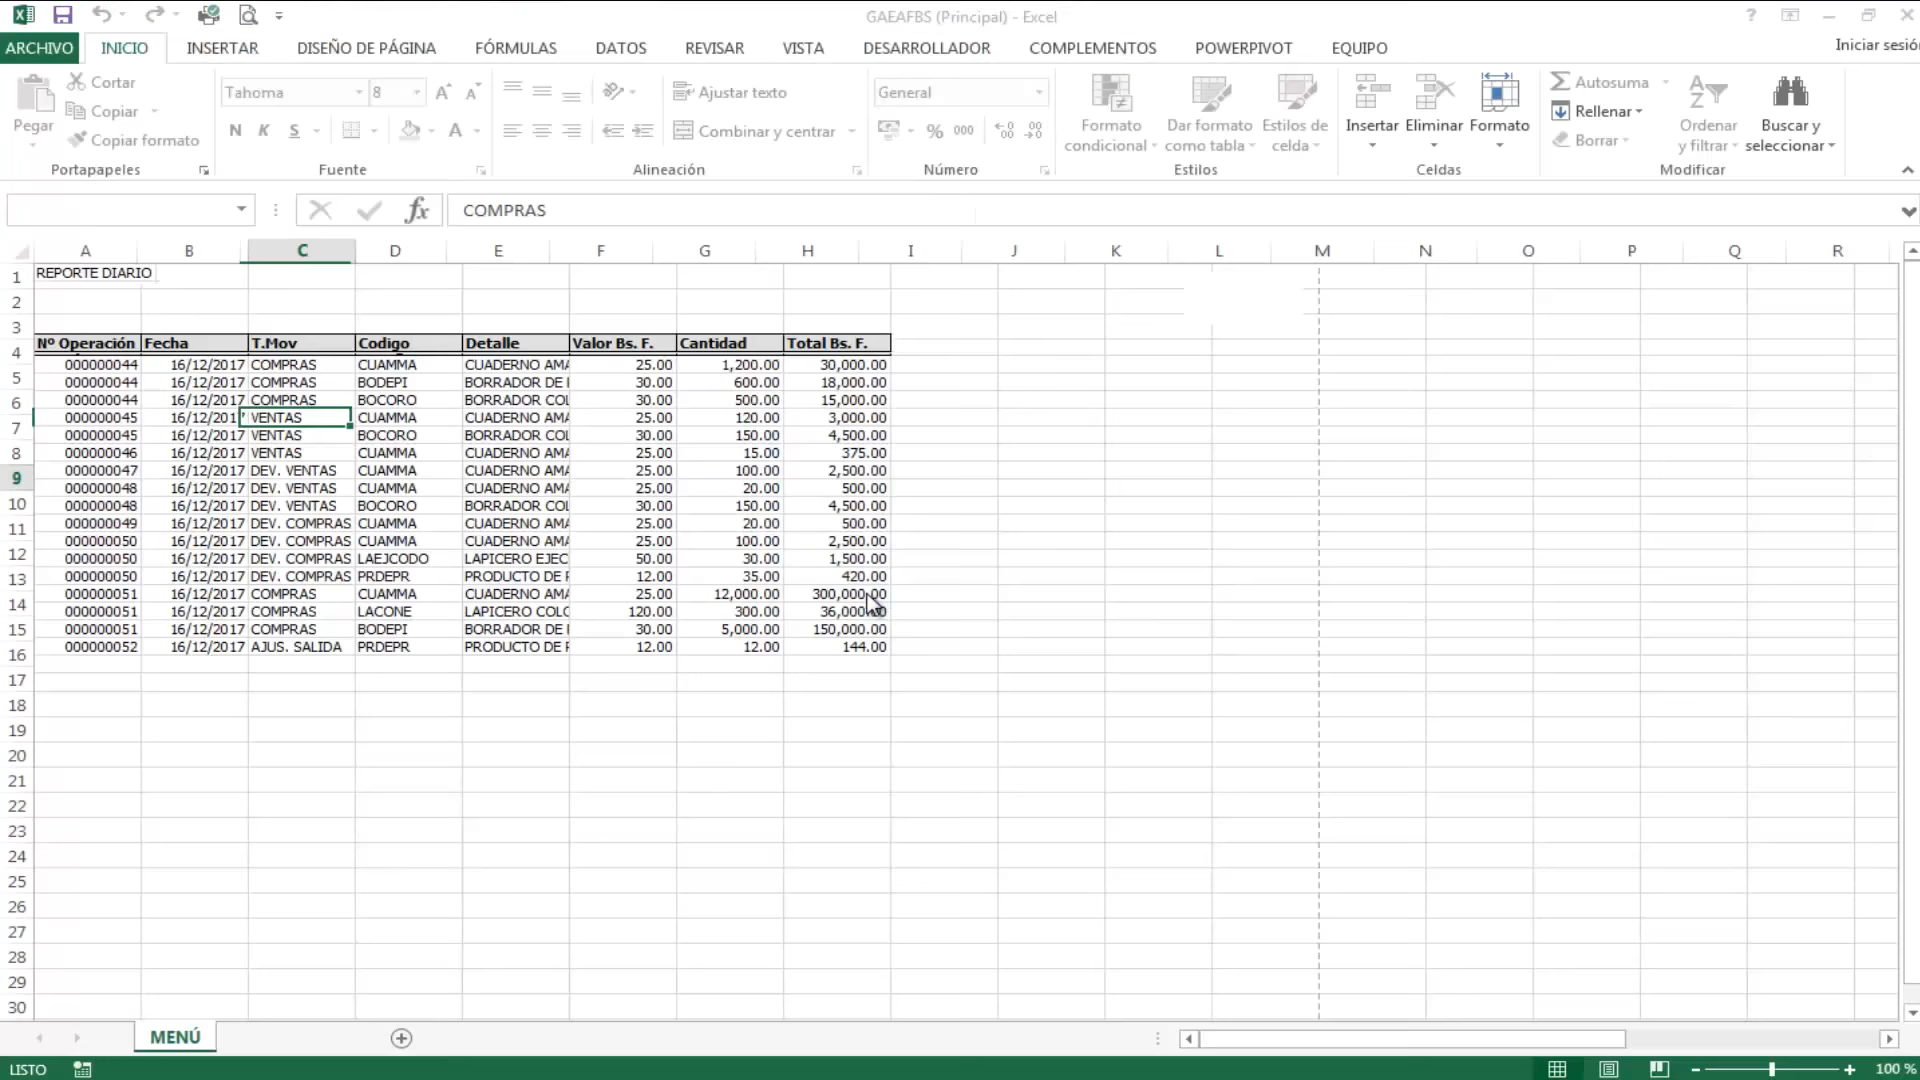 GAEAFBS (Principal) - Excel
?
ARCHIVO INICIO INSERTAR DISEÑO DE PÁGINA FÓRMULAS DATOS REVISAR VISTA DESARROLLADOR COMPLEMENTOS POWERPIVOT EQUIPO Iniciar sesió
Pegar
Cortar
Copiar
Copiar formato
Portapapeles
Tahoma 8
N K S
Fuente
Ajustar texto
Combinar y centrar
Alineación
General
% 000
Número
Formato condicional
Dar formato como tabla
Estilos de celda
Estilos
Insertar Eliminar Formato
Celdas
Autosuma
Rellenar
Borrar
Ordenar y filtrar
Buscar y seleccionar
Modificar
fx COMPRAS
A B C D E F G H I J K L M N O P Q R
1 REPORTE DIARIO
2
3
Nº Operación Fecha T.Mov Codigo Detalle Valor Bs. F. Cantidad Total Bs. F.
4
000000044 16/12/2017 COMPRAS CUAMMA CUADERNO AMA 25.00 1,200.00 30,000.00
5 000000044 16/12/2017 COMPRAS BODEPI BORRADOR DE 30.00 600.00 18,000.00
6 000000044 16/12/2017 COMPRAS BOCORO BORRADOR COL 30.00 500.00 15,000.00
000000045 16/12/2017 VENTAS CUAMMA CUADERNO AMA 25.00 120.00 3,000.00
7 000000045 16/12/2017 VENTAS BOCORO BORRADOR COL 30.00 150.00 4,500.00
8 000000046 16/12/2017 VENTAS CUAMMA CUADERNO AMA 25.00 15.00 375.00
9 000000047 16/12/2017 DEV. VENTAS CUAMMA CUADERNO AMA 25.00 100.00 2,500.00
000000048 16/12/2017 DEV. VENTAS CUAMMA CUADERNO AMA 25.00 20.00 500.00
10 000000048 16/12/2017 DEV. VENTAS BOCORO BORRADOR COL 30.00 150.00 4,500.00
11 000000049 16/12/2017 DEV. COMPRAS CUAMMA CUADERNO AMA 25.00 20.00 500.00
000000050 16/12/2017 DEV. COMPRAS CUAMMA CUADERNO AMA 25.00 100.00 2,500.00
12 000000050 16/12/2017 DEV. COMPRAS LAEJCODO LAPICERO EJEC 50.00 30.00 1,500.00
13 000000050 16/12/2017 DEV. COMPRAS PRDEPR PRODUCTO DE 12.00 35.00 420.00
14 000000051 16/12/2017 COMPRAS CUAMMA CUADERNO AMA 25.00 12,000.00 300,000.00
000000051 16/12/2017 COMPRAS LACONE LAPICERO COLO 120.00 300.00 36,000.00
15 000000051 16/12/2017 COMPRAS BODEPI BORRADOR DE 30.00 5,000.00 150,000.00
16 000000052 16/12/2017 AJUS. SALIDA PRDEPR PRODUCTO DE 12.00 12.00 144.00
17
18
19
20
21
22
23
24
25
26
27
28
29
30
MENÚ
LISTO 100 %